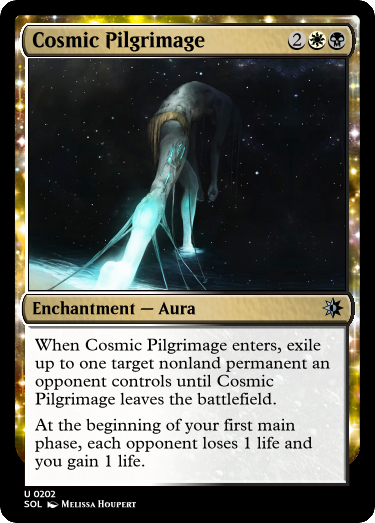 Cosmic Pilgrimage 2
Enchantment — Aura
When Cosmic Pilgrimage enters, exile
up to one target nonland permanent an
opponent controls until Cosmic
Pilgrimage leaves the battlefield.
At the beginning of your first main
phase, each opponent loses 1 life and
you gain 1 life.
U 0202
SOL Melissa Houpert